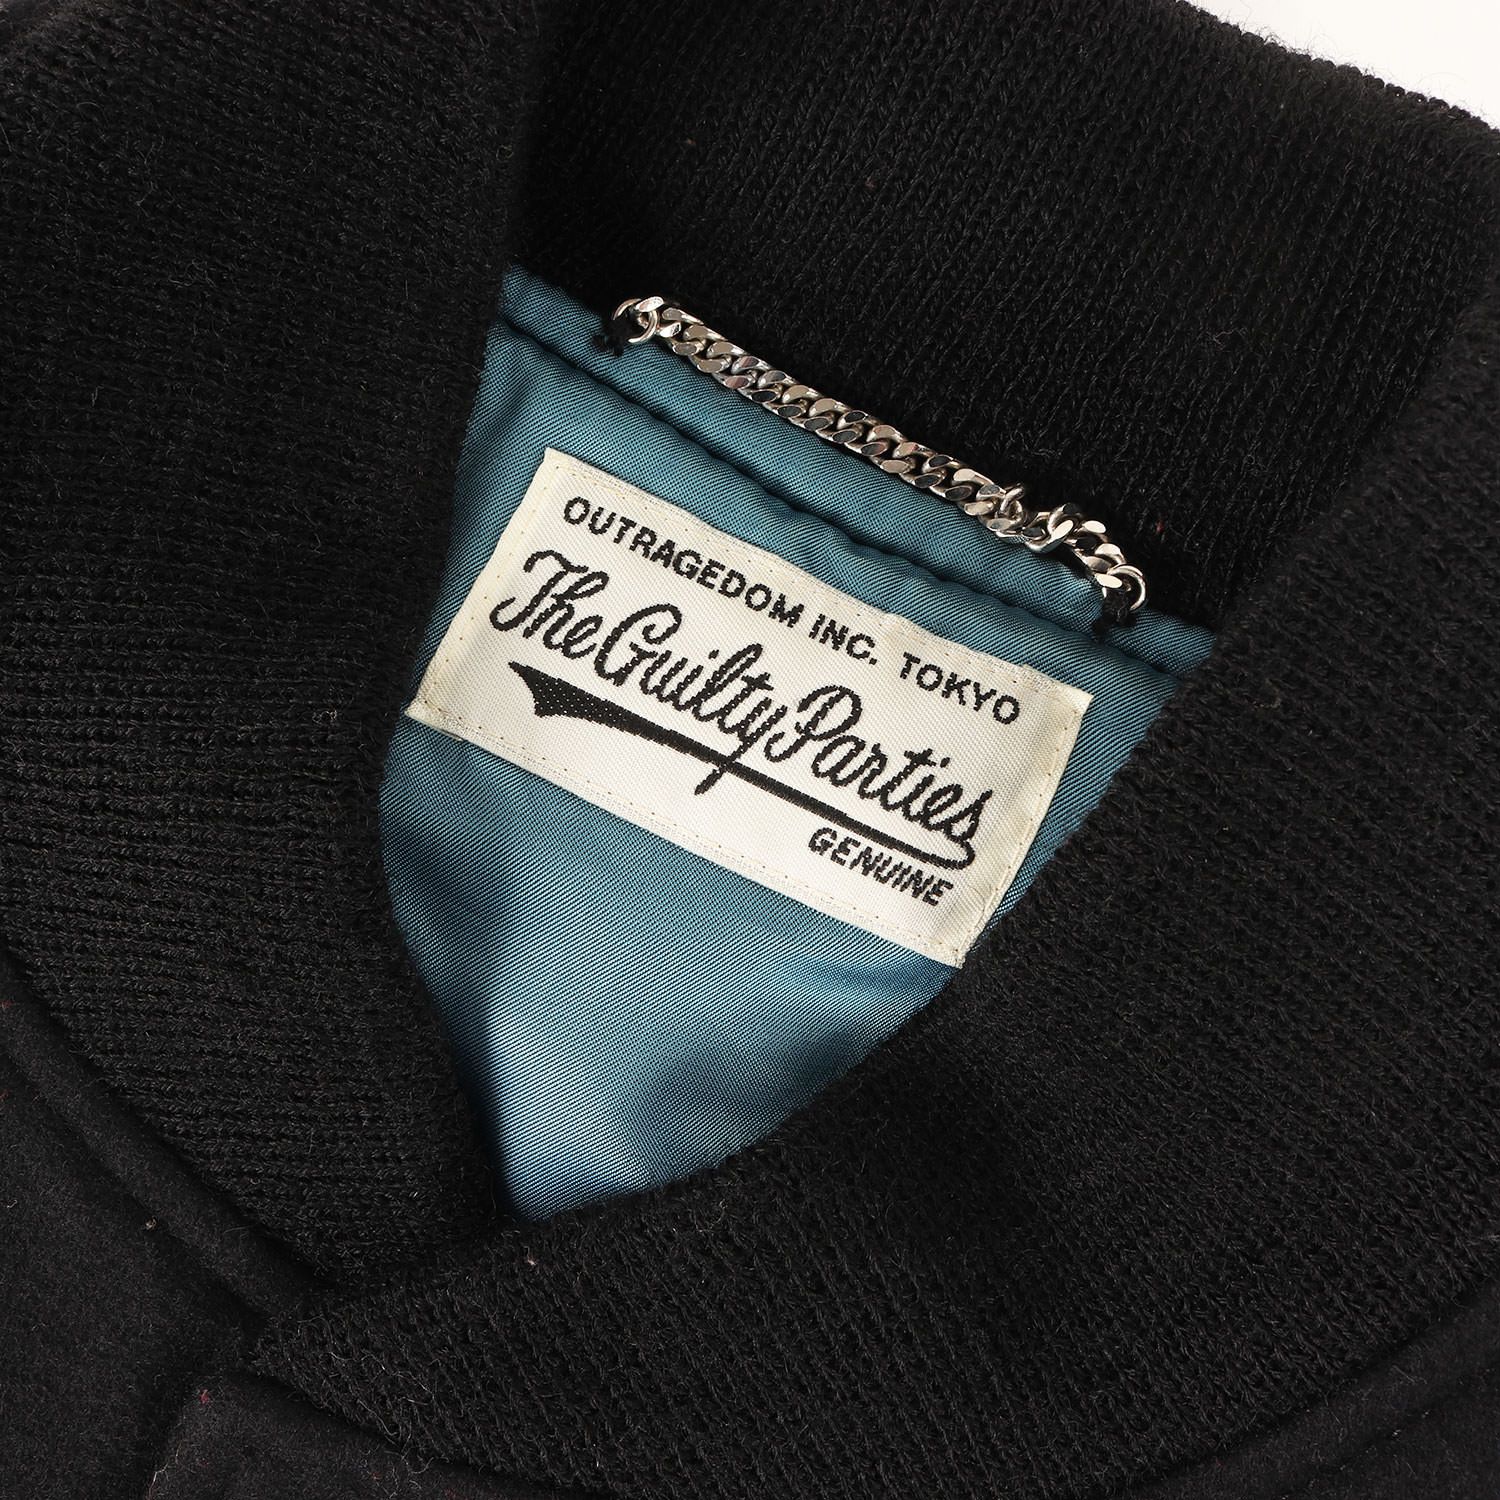 OUTRAGEDOM INC. TOKYO
The Guilty Parties
GENUINE